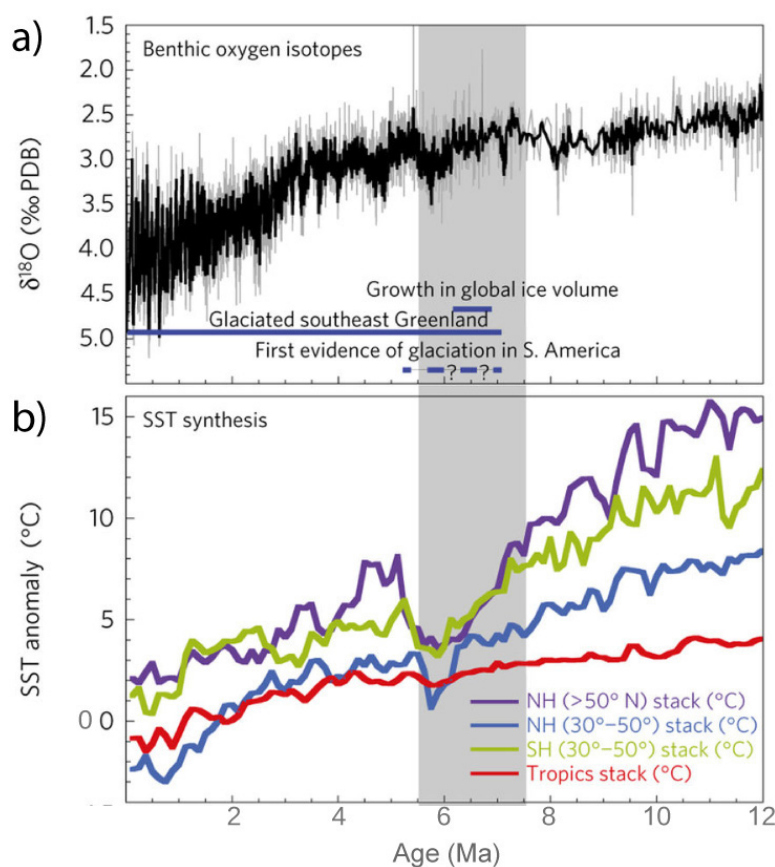 a)
Benthic oxygen isotopes
1.5
2.0
2.5
3.0
3.5
4.0
4.5
5.0
δ¹⁸O (‰ PDB)
Growth in global ice volume
Glaciated southeast Greenland
First evidence of glaciation in S. America
? ?
b)
SST synthesis
15
10
5
0 0
SST anomaly (°C)
NH (>50° N) stack (°C)
NH (30°–50°) stack (°C)
SH (30°–50°) stack (°C)
Tropics stack (°C)
2 4 6 8 10 12
Age (Ma)